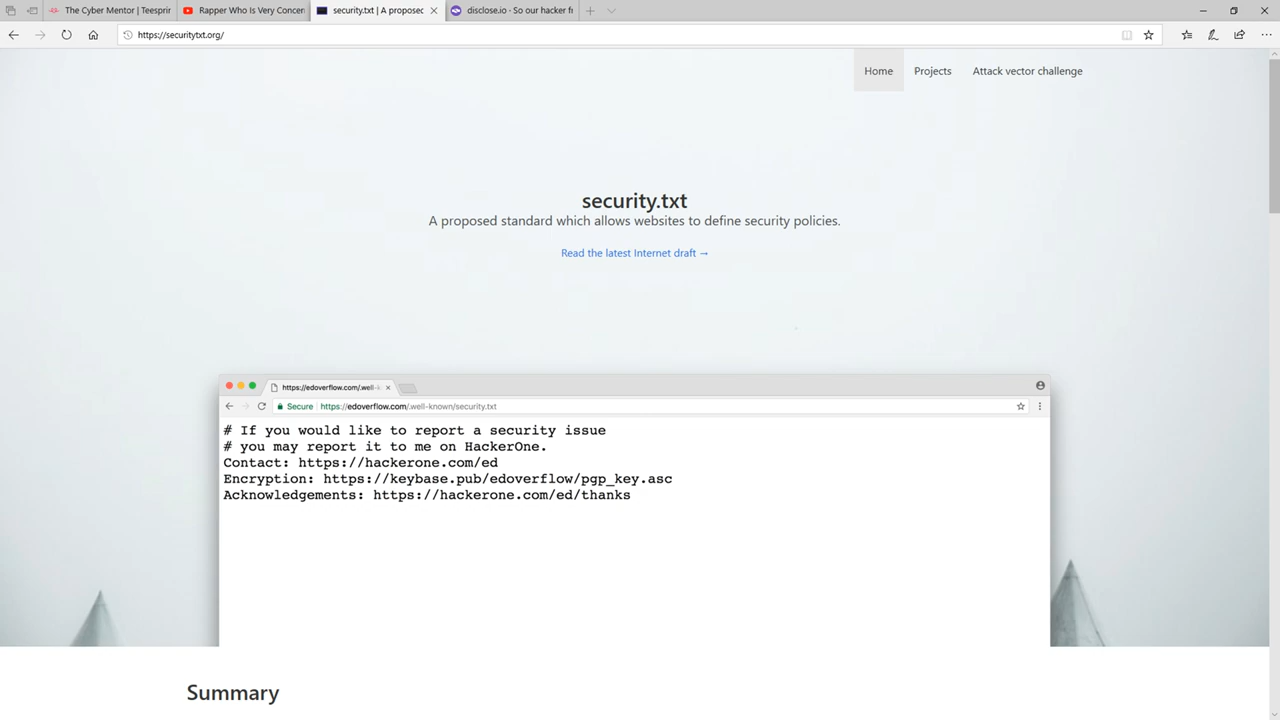 The Cyber Mentor | Teesprin
Rapper Who Is Very Concern
security.txt | A proposed
disclose.io · So our hacker fr
https://securitytxt.org/
Home
Projects
Attack vector challenge
security.txt
A proposed standard which allows websites to define security policies.
Read the latest Internet draft →
https://edoverflow.com/.well-k
Secure
https://edoverflow.com/.well-known/security.txt
# If you would like to report a security issue
# you may report it to me on HackerOne.
Contact: https://hackerone.com/ed
Encryption: https://keybase.pub/edoverflow/pgp_key.asc
Acknowledgements: https://hackerone.com/ed/thanks
Summary